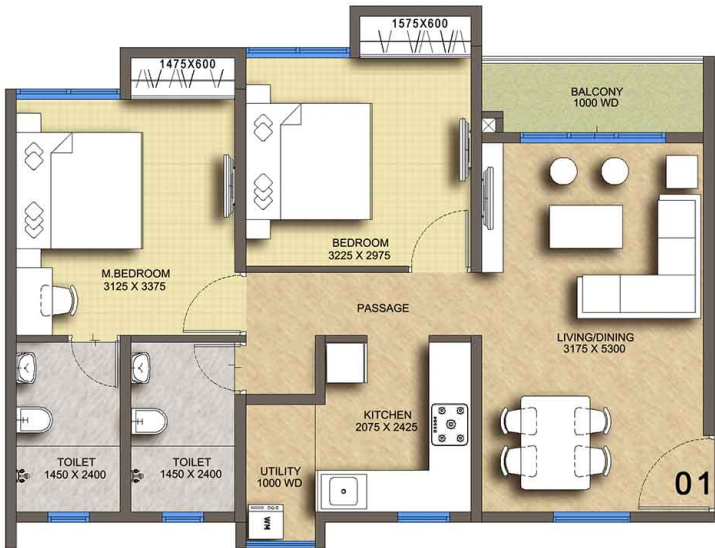 1575X600
1475X600
BALCONY
1000 WD
BEDROOM
3225 X 2975
M.BEDROOM
3125 X 3375
PASSAGE
LIVING/DINING
3175 X 5300
KITCHEN
2075 X 2425
TOILET
1450 X 2400
TOILET
1450 X 2400
UTILITY
1000 WD
01
WM